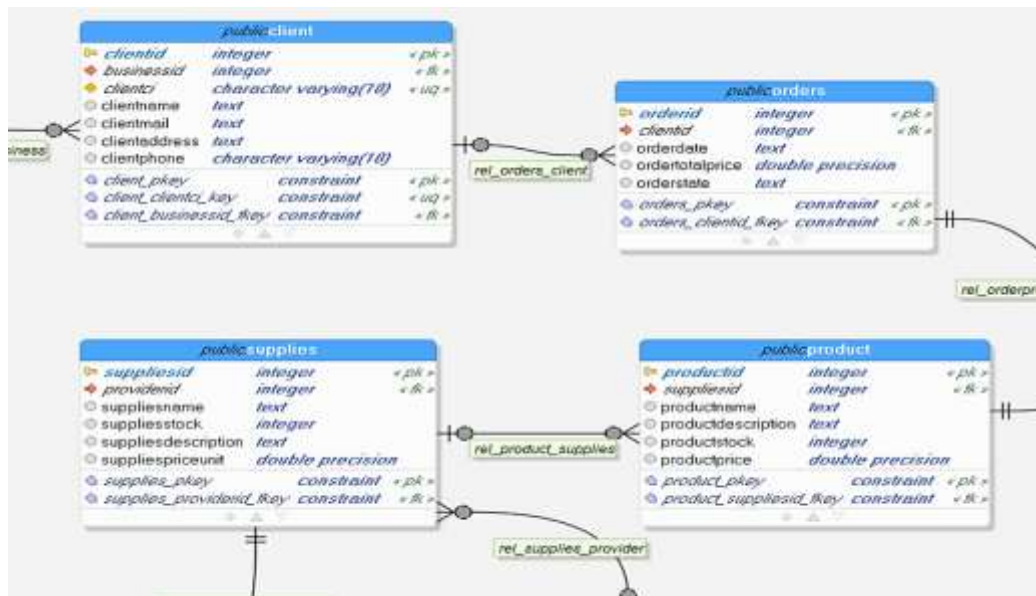 public.client
clientid integer « pk »
businessid integer « fk »
clientci character varying(10) « uq »
clientname text
clientmail text
clientaddress text
clientphone character varying(10)
client_pkey constraint « pk »
client_clientci_key constraint « uq »
client_businessid_fkey constraint « fk »
iness
rel_orders_client
public.orders
orderid integer « pk »
clientid integer « fk »
orderdate text
ordertotalprice double precision
orderstate text
orders_pkey constraint « pk »
orders_clientid_fkey constraint « fk »
rel_orderpr
public.supplies
suppliesid integer « pk »
providerid integer « fk »
suppliesname text
suppliesstock integer
suppliesdescription text
suppliespriceunit double precision
supplies_pkey constraint « pk »
supplies_providerid_fkey constraint « fk »
rel_product_supplies
public.product
productid integer « pk »
suppliesid integer « fk »
productname text
productdescription text
productstock integer
productprice double precision
product_pkey constraint « pk »
product_suppliesid_fkey constraint « fk »
rel_supplies_provider